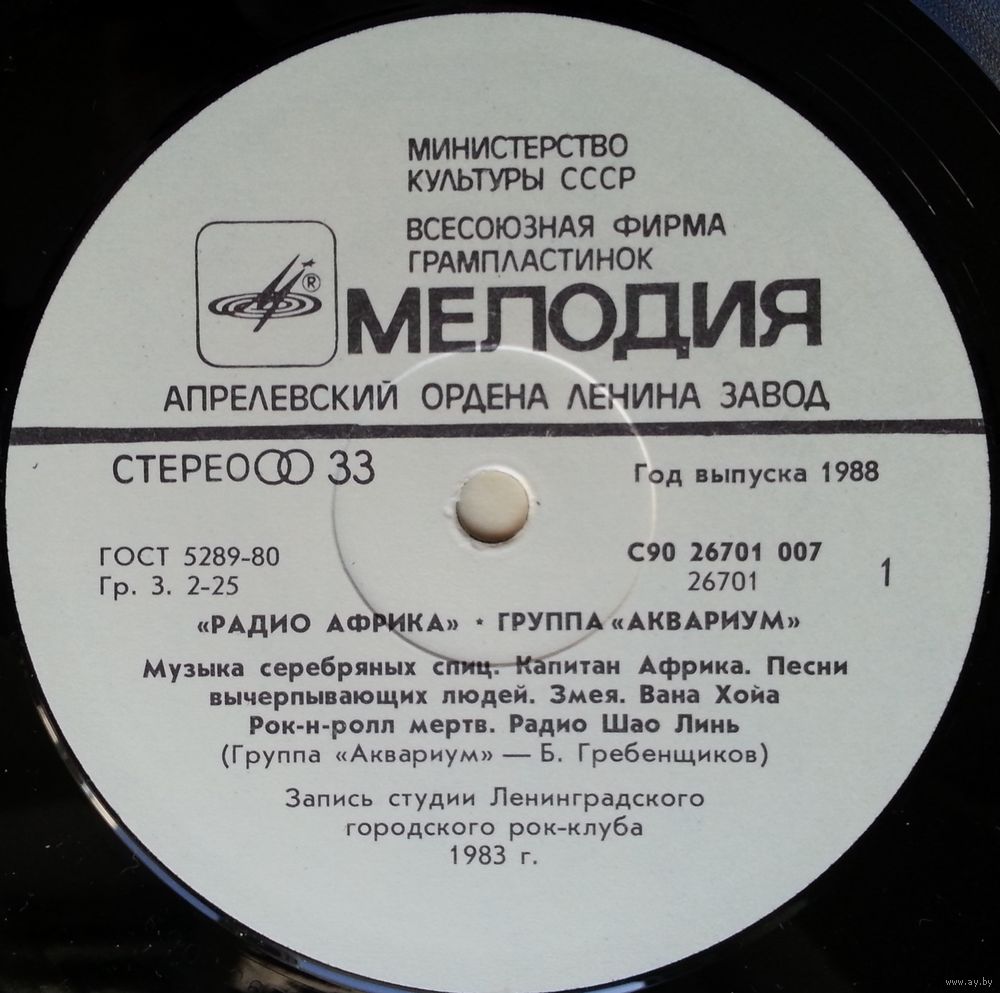 МИНИСТЕРСТВО
КУЛЬТУРЫ СССР
ВСЕСОЮЗНАЯ ФИРМА
ГРАМПЛАСТИНОК
®
МЕЛОДИЯ
АПРЕЛЕВСКИЙ ОРДЕНА ЛЕНИНА ЗАВОД
СТЕРЕО 33
Год выпуска 1988
ГОСТ 5289-80
Гр. 3. 2-25
С90 26701 007
26701
1
«РАДИО АФРИКА» * ГРУППА «АКВАРИУМ»
Музыка серебряных спиц. Капитан Африка. Песни
вычерпывающих людей. Змея. Вана Хойа
Рок-н-ролл мертв. Радио Шао Линь
(Группа «Аквариум» — Б. Гребенщиков)
Запись студии Ленинградского
городского рок-клуба
1983 г.
www.ay.by